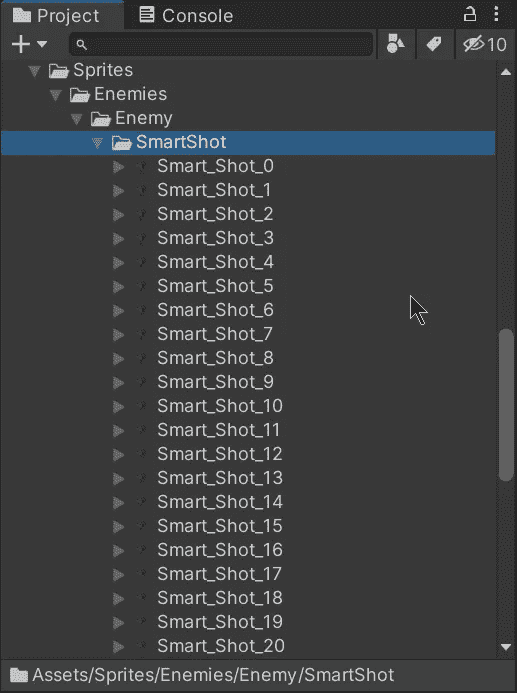 Project Console
10
Sprites
Enemies
Enemy
SmartShot
Smart_Shot_0
Smart_Shot_1
Smart_Shot_2
Smart_Shot_3
Smart_Shot_4
Smart_Shot_5
Smart_Shot_6
Smart_Shot_7
Smart_Shot_8
Smart_Shot_9
Smart_Shot_10
Smart_Shot_11
Smart_Shot_12
Smart_Shot_13
Smart_Shot_14
Smart_Shot_15
Smart_Shot_16
Smart_Shot_17
Smart_Shot_18
Smart_Shot_19
Smart_Shot_20
Assets/Sprites/Enemies/Enemy/SmartShot